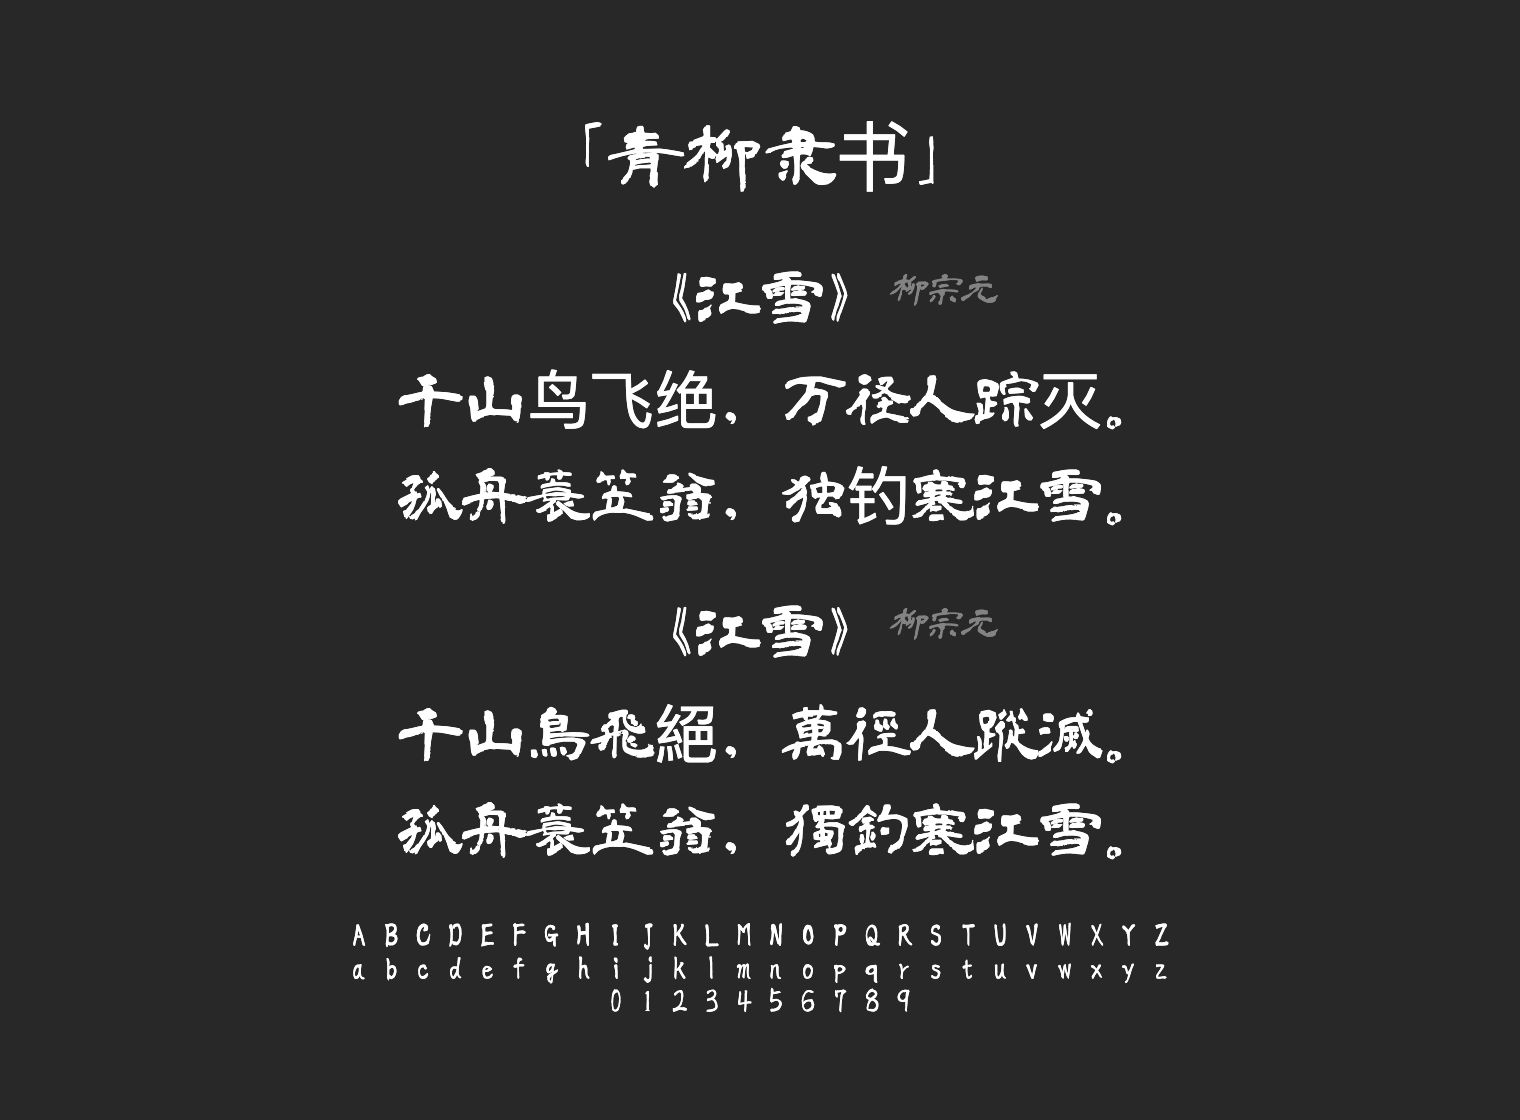 「青柳隶书」
《江雪》 柳宗元
千山鸟飞绝，万径人踪灭。
孤舟蓑笠翁，独钓寒江雪。
《江雪》 柳宗元
千山鳥飛絕，萬徑人蹤滅。
孤舟蓑笠翁，獨釣寒江雪。
A B C D E F G H I J K L M N O P Q R S T U V W X Y Z
a b c d e f g h i j k l m n o p q r s t u v w x y z
0 1 2 3 4 5 6 7 8 9